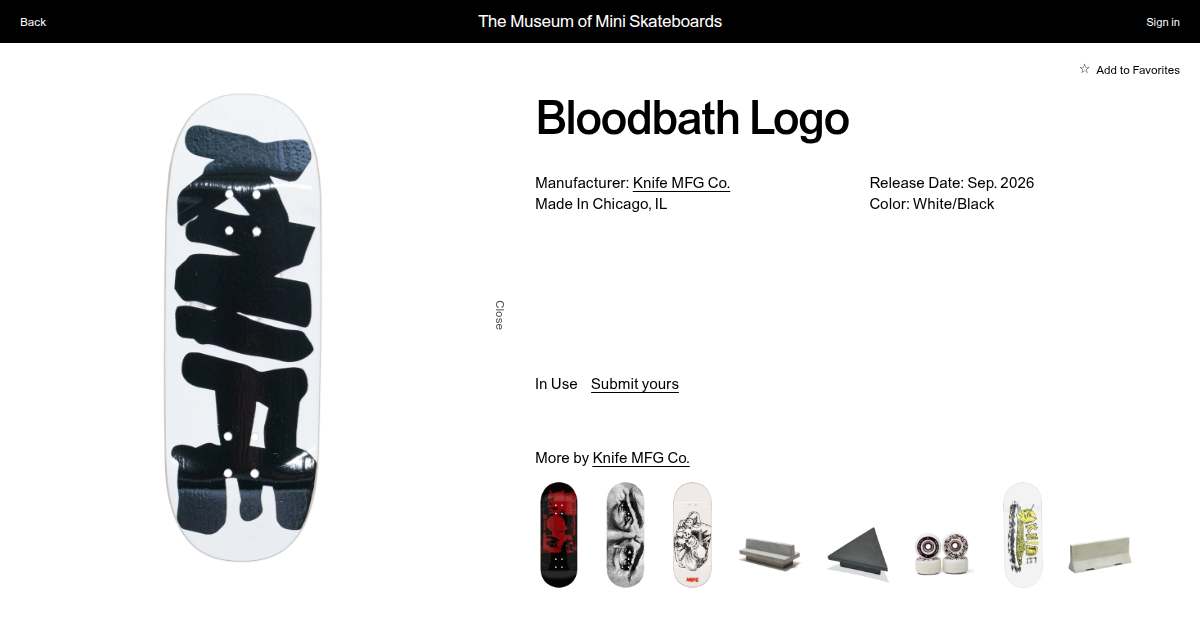 Back
The Museum of Mini Skateboards
Sign in
☆ Add to Favorites
Bloodbath Logo
Manufacturer: Knife MFG Co.
Made In Chicago, IL
Release Date: Sep. 2026
Color: White/Black
KNIFE
Close
In Use Submit yours
More by Knife MFG Co.